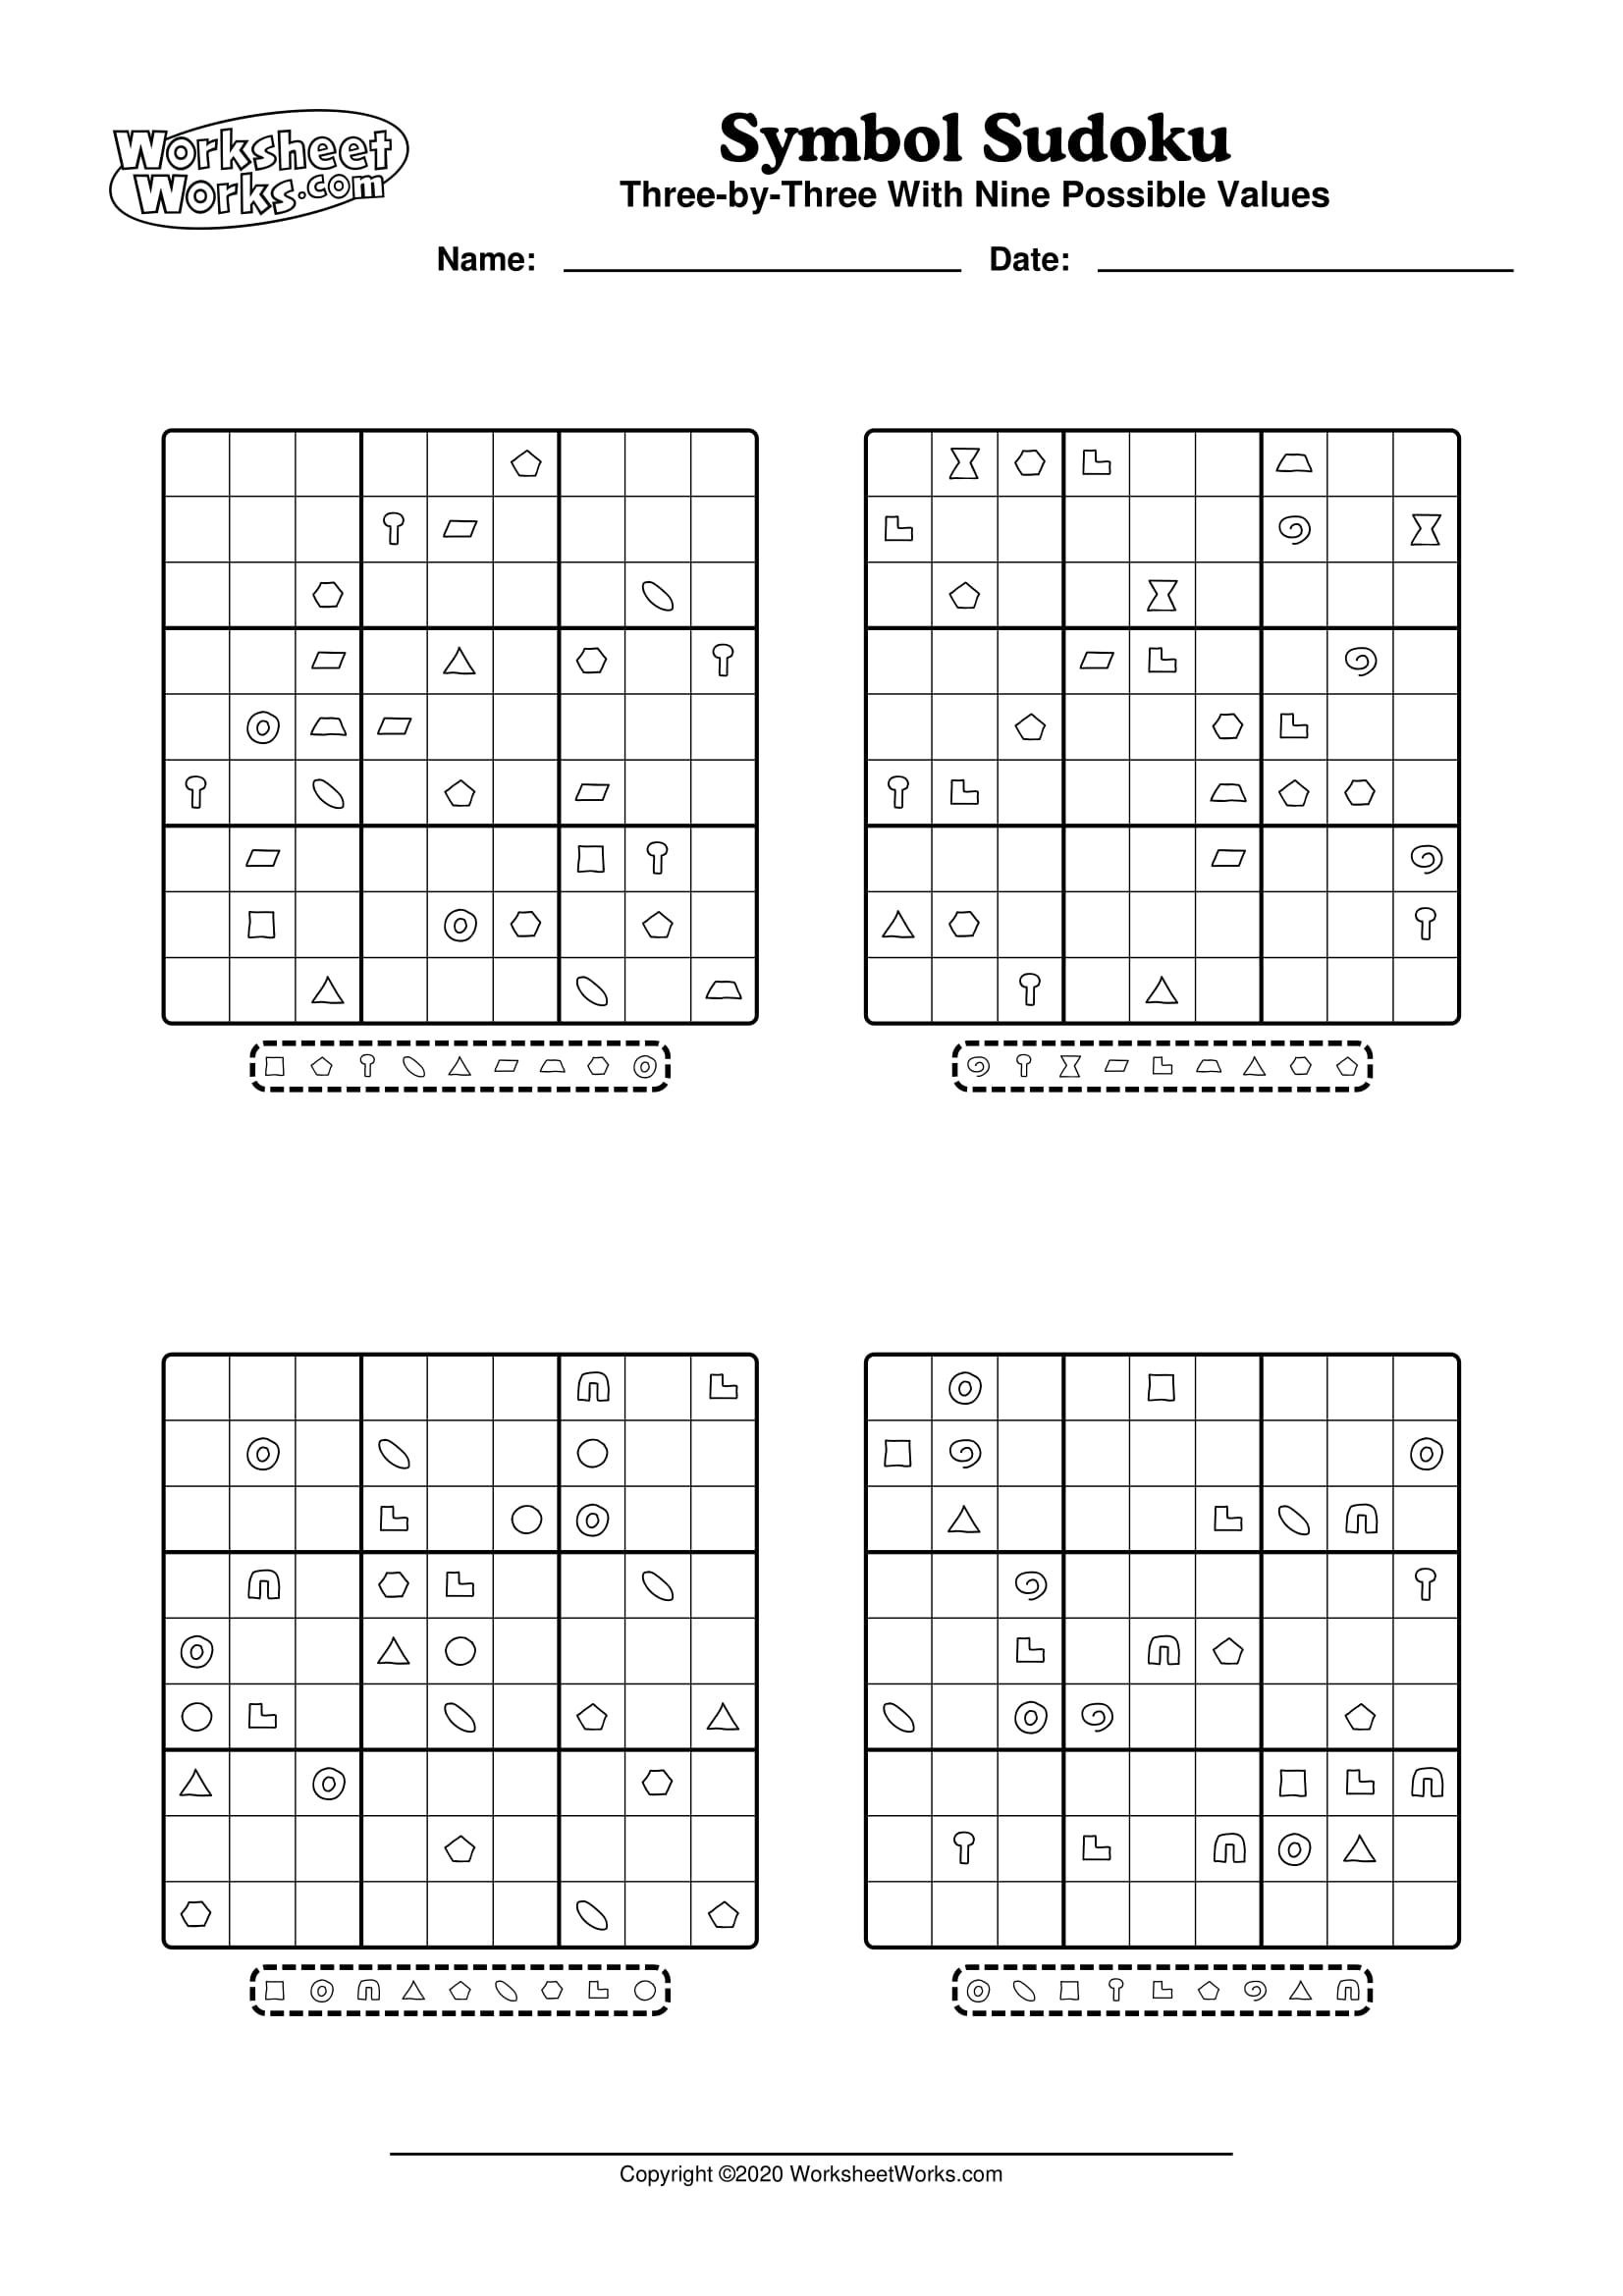 Worksheet
Works.com
Symbol Sudoku
Three-by-Three With Nine Possible Values
Name: Date:
Copyright ©2020 WorksheetWorks.com